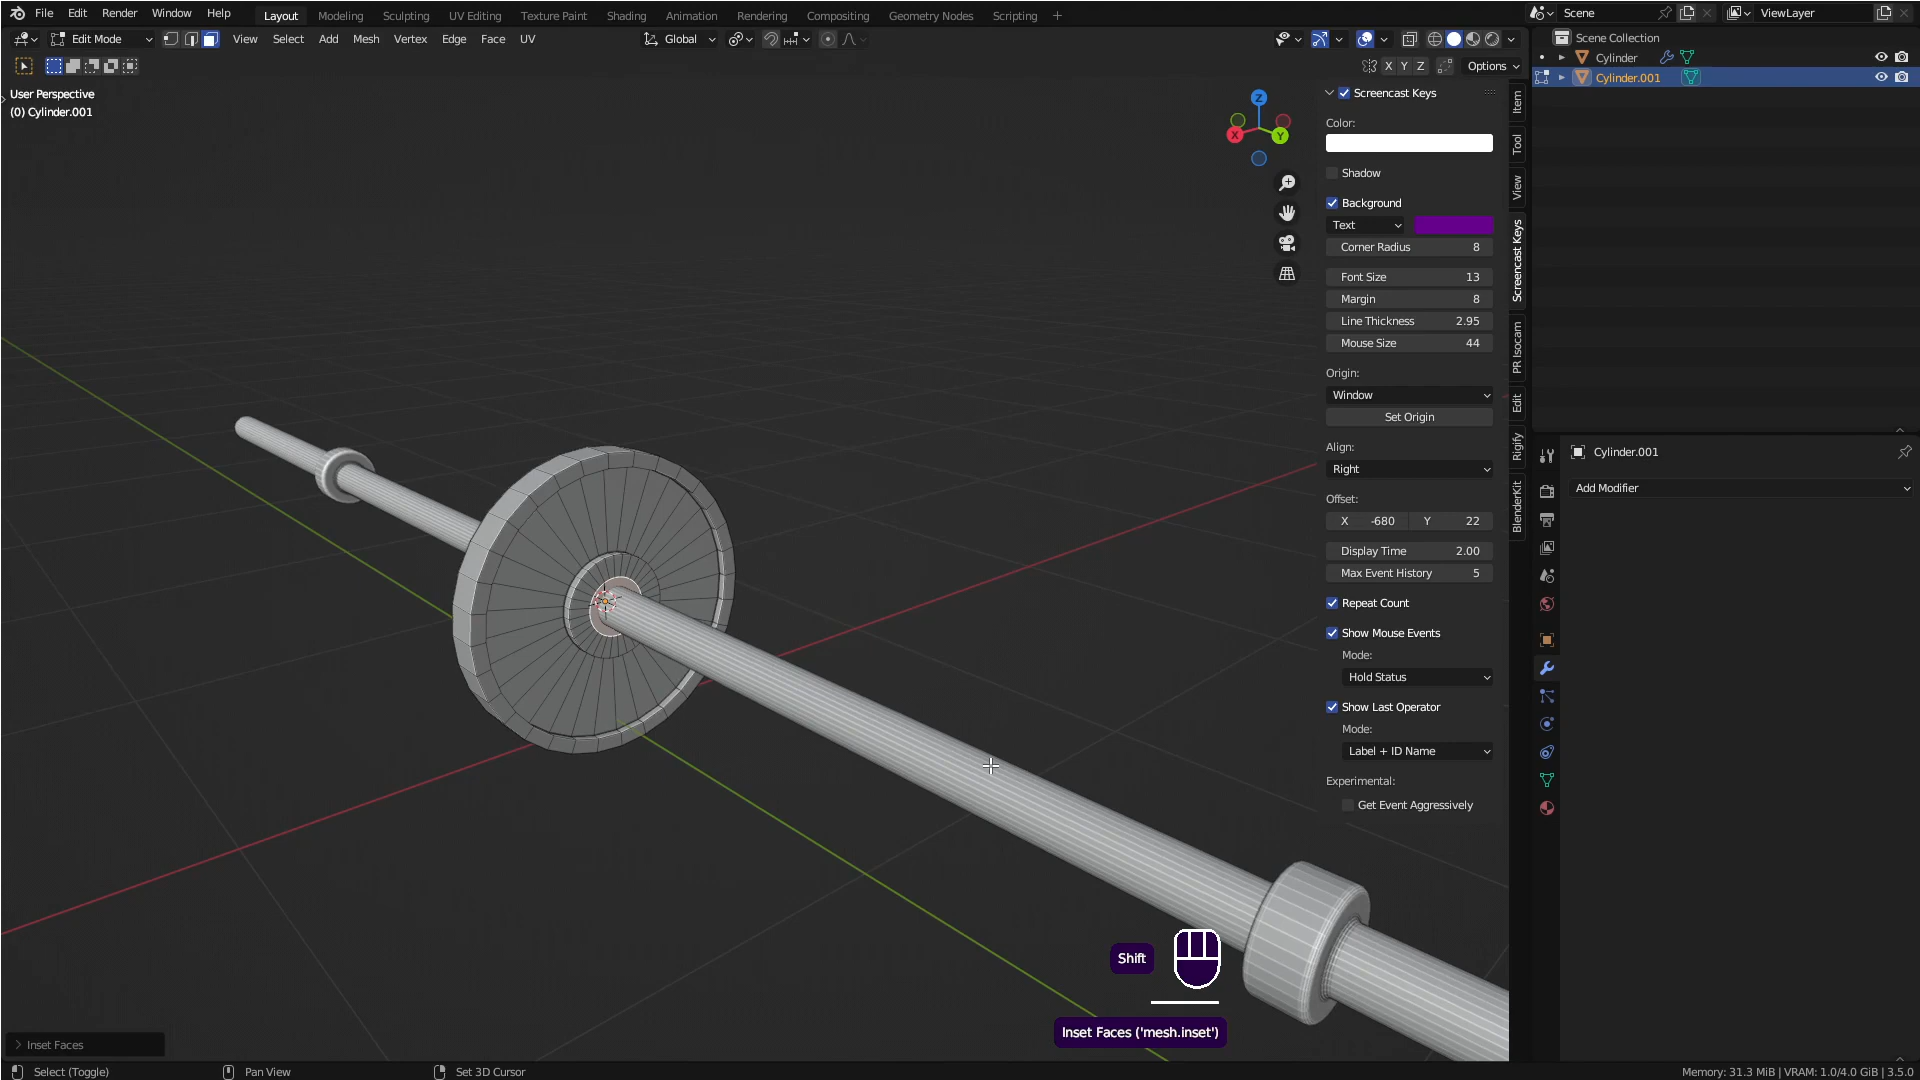 File Edit Render Window Help Layout Modeling Sculpting UV Editing Texture Paint Shading Animation Rendering Compositing Geometry Nodes Scripting + Scene ViewLayer
Edit Mode View Select Add Mesh Vertex Edge Face UV Global
X Y Z Options
User Perspective
(0) Cylinder.001
Z
X Y
Screencast Keys
Color:
Shadow
Background
Text
Corner Radius 8
Font Size 13
Margin 8
Line Thickness 2.95
Mouse Size 44
Origin:
Window
Set Origin
Align:
Right
Offset:
X -680 Y 22
Display Time 2.00
Max Event History 5
Repeat Count
Show Mouse Events
Mode:
Hold Status
Show Last Operator
Mode:
Label + ID Name
Experimental:
Get Event Aggressively
Item
Tool
View
Screencast Keys
PR Isocam
Edit
Rigify
BlenderKit
Scene Collection
Cylinder
Cylinder.001
Cylinder.001
Add Modifier
Shift
Inset Faces ('mesh.inset')
Inset Faces
Select (Toggle) Pan View Set 3D Cursor Memory: 31.3 MiB | VRAM: 1.0/4.0 GiB | 3.5.0